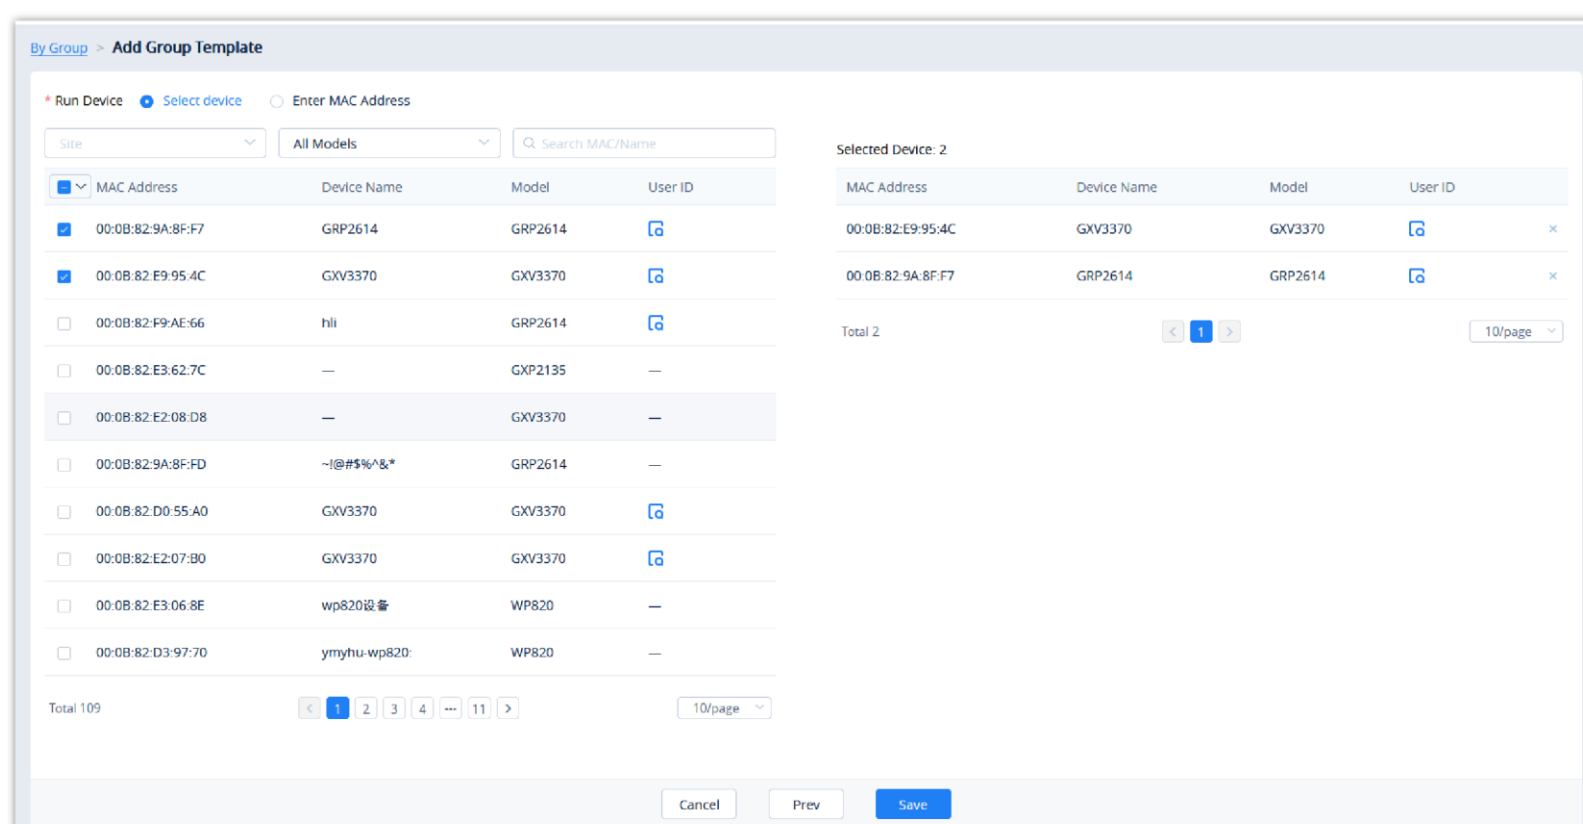 By Group > Add Group Template
* Run Device Select device Enter MAC Address
Site All Models Search MAC/Name
MAC Address Device Name Model User ID
00:0B:82:9A:8F:F7 GRP2614 GRP2614
00:0B:82:E9:95:4C GXV3370 GXV3370
00:0B:82:F9:AE:66 hli GRP2614
00:0B:82:E3:62:7C — GXP2135 —
00:0B:82:E2:08:D8 — GXV3370 —
00:0B:82:9A:8F:FD ~!@#$%^&* GRP2614 —
00:0B:82:D0:55:A0 GXV3370 GXV3370
00:0B:82:E2:07:B0 GXV3370 GXV3370
00:0B:82:E3:06:8E wp820设备 WP820 —
00:0B:82:D3:97:70 ymyhu-wp820: WP820 —
Total 109 < 1 2 3 4 ••• 11 > 10/page
Selected Device: 2
MAC Address Device Name Model User ID
00:0B:82:E9:95:4C GXV3370 GXV3370 ×
00:0B:82:9A:8F:F7 GRP2614 GRP2614 ×
Total 2 < 1 > 10/page
Cancel Prev Save